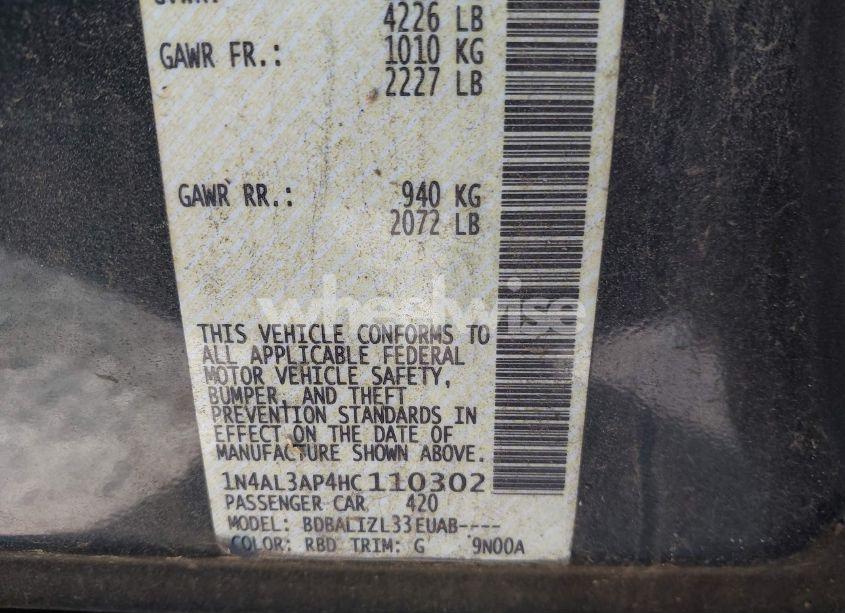 4226 LB
GAWR FR.: 1010 KG
2227 LB
GAWR RR.: 940 KG
2072 LB
wheelwise
THIS VEHICLE CONFORMS TO
ALL APPLICABLE FEDERAL
MOTOR VEHICLE SAFETY,
BUMPER, AND THEFT
PREVENTION STANDARDS IN
EFFECT ON THE DATE OF
MANUFACTURE SHOWN ABOVE.
1N4AL3AP4HC110302
PASSENGER CAR 420
MODEL: BDBALIZL33EUAB----
COLOR: RBD TRIM: G 9N00A